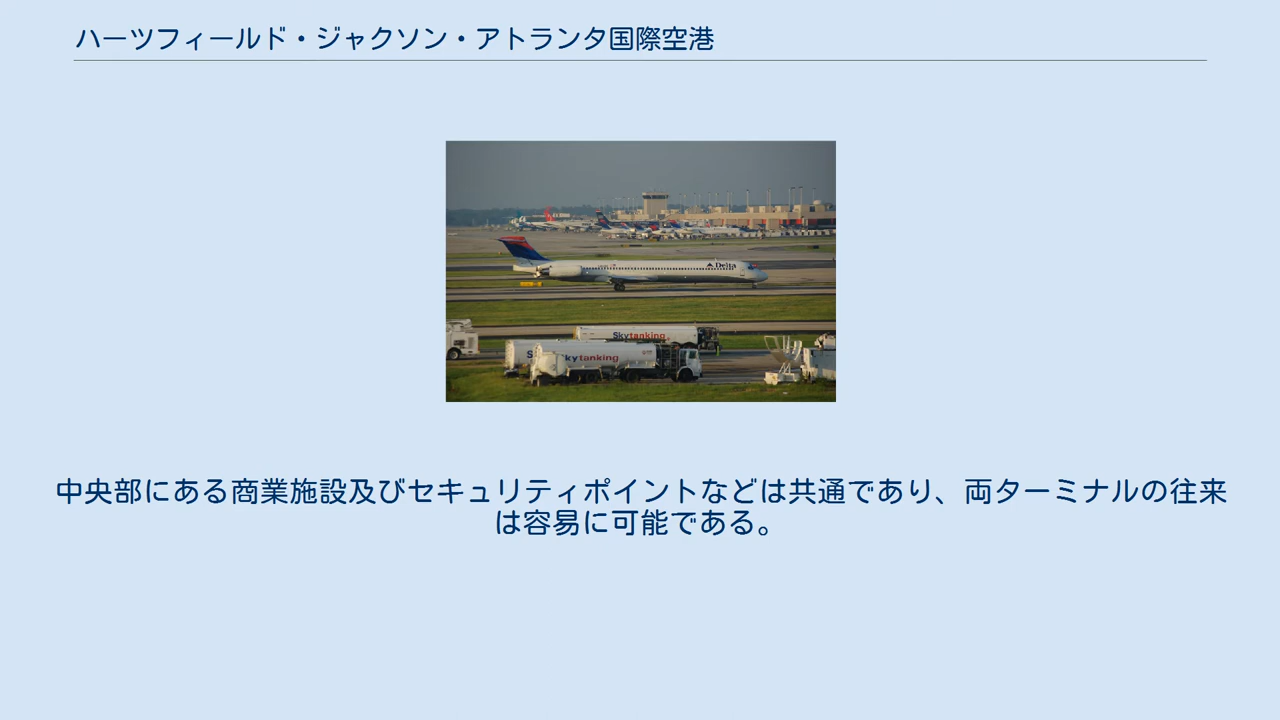 ハーツフィールド・ジャクソン・アトランタ国際空港
Delta
Skytanking
Skytanking
中央部にある商業施設及びセキュリティポイントなどは共通であり、両ターミナルの往来
は容易に可能である。